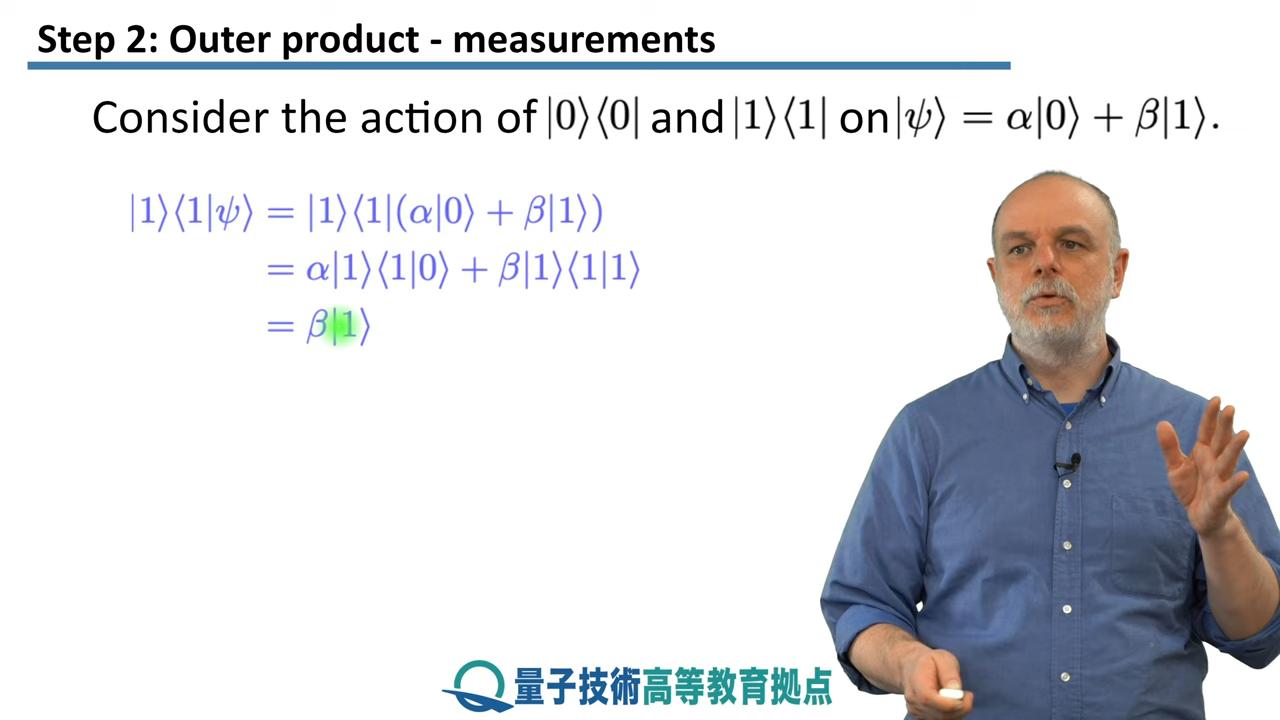 Step 2: Outer product - measurements
Consider the action of |0⟩⟨0| and |1⟩⟨1| on |ψ⟩ = α|0⟩ + β|1⟩.
|1⟩⟨1|ψ⟩ = |1⟩⟨1|(α|0⟩ + β|1⟩)
= α|1⟩⟨1|0⟩ + β|1⟩⟨1|1⟩
= β|1⟩
量子技術高等教育拠点